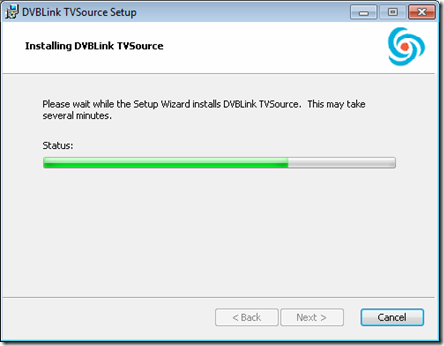 DVBLink TVSource Setup
Installing DVBLink TVSource
Please wait while the Setup Wizard installs DVBLink TVSource. This may take
several minutes.
Status:
< Back
Next >
Cancel